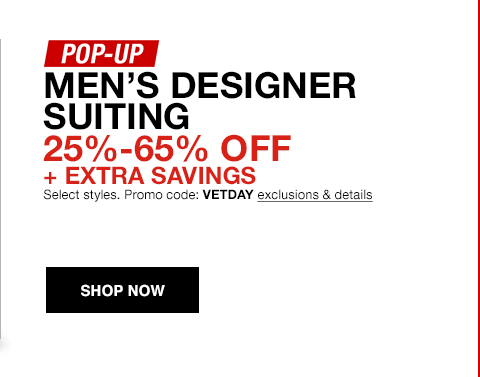 POP-UP
MEN'S DESIGNER
SUITING
25%-65% OFF
+ EXTRA SAVINGS
Select styles. Promo code: VETDAY exclusions & details
SHOP NOW